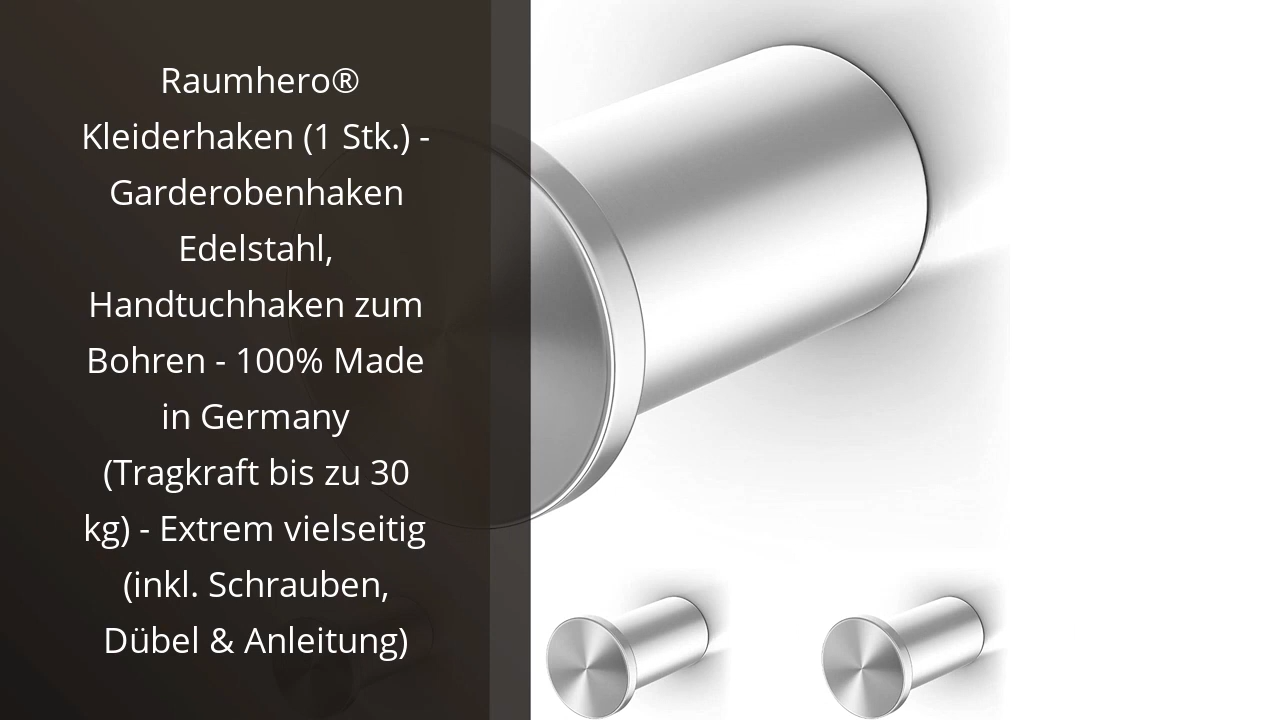 Raumhero®
Kleiderhaken (1 Stk.) -
Garderobenhaken
Edelstahl,
Handtuchhaken zum
Bohren - 100% Made
in Germany
(Tragkraft bis zu 30
kg) - Extrem vielseitig
(inkl. Schrauben,
Dübel & Anleitung)